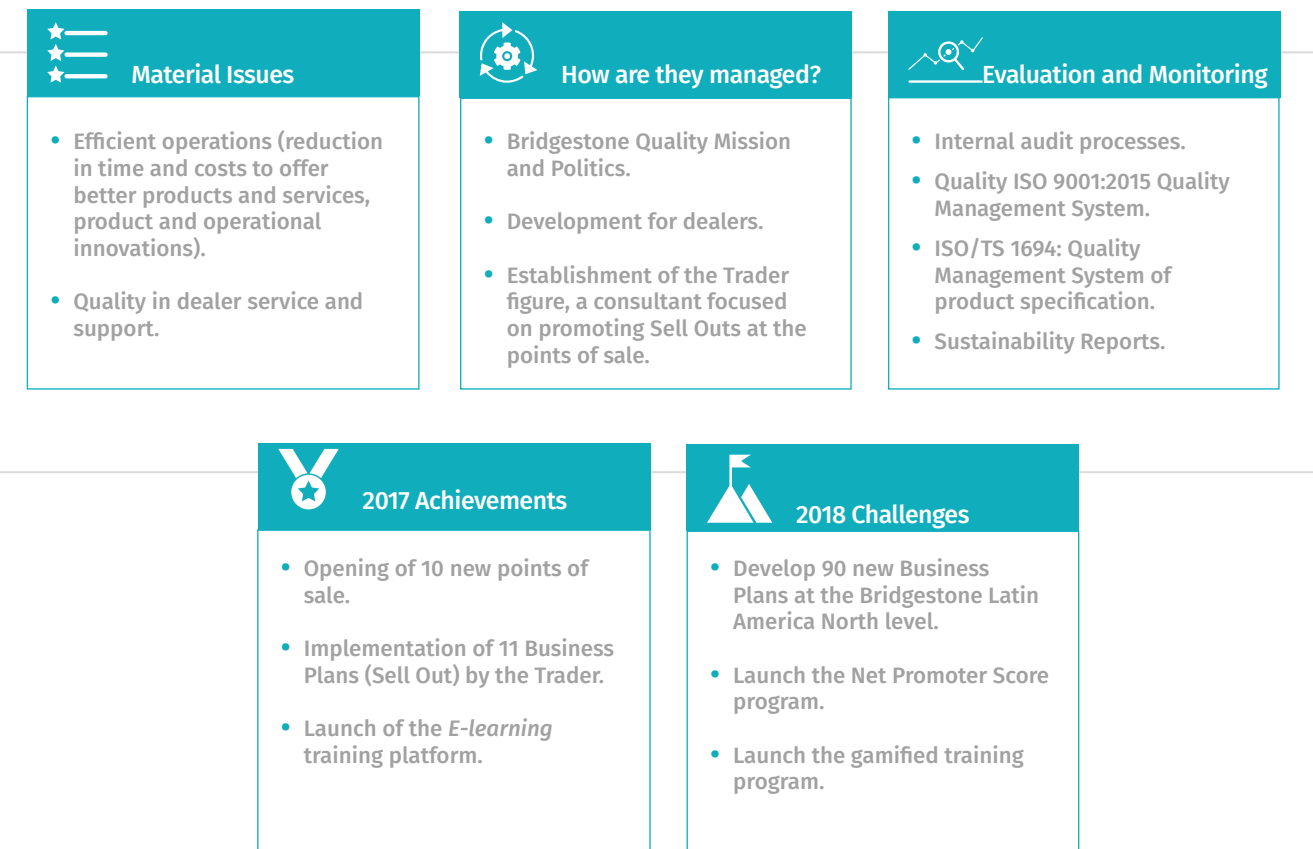 Material Issues
• Efficient operations (reduction
in time and costs to offer
better products and services,
product and operational
innovations).
• Quality in dealer service and
support.
How are they managed?
• Bridgestone Quality Mission
and Politics.
• Development for dealers.
• Establishment of the Trader
figure, a consultant focused
on promoting Sell Outs at the
points of sale.
Evaluation and Monitoring
• Internal audit processes.
• Quality ISO 9001:2015 Quality
Management System.
• ISO/TS 1694: Quality
Management System of
product specification.
• Sustainability Reports.
2017 Achievements
• Opening of 10 new points of
sale.
• Implementation of 11 Business
Plans (Sell Out) by the Trader.
• Launch of the E-learning
training platform.
2018 Challenges
• Develop 90 new Business
Plans at the Bridgestone Latin
America North level.
• Launch the Net Promoter Score
program.
• Launch the gamified training
program.